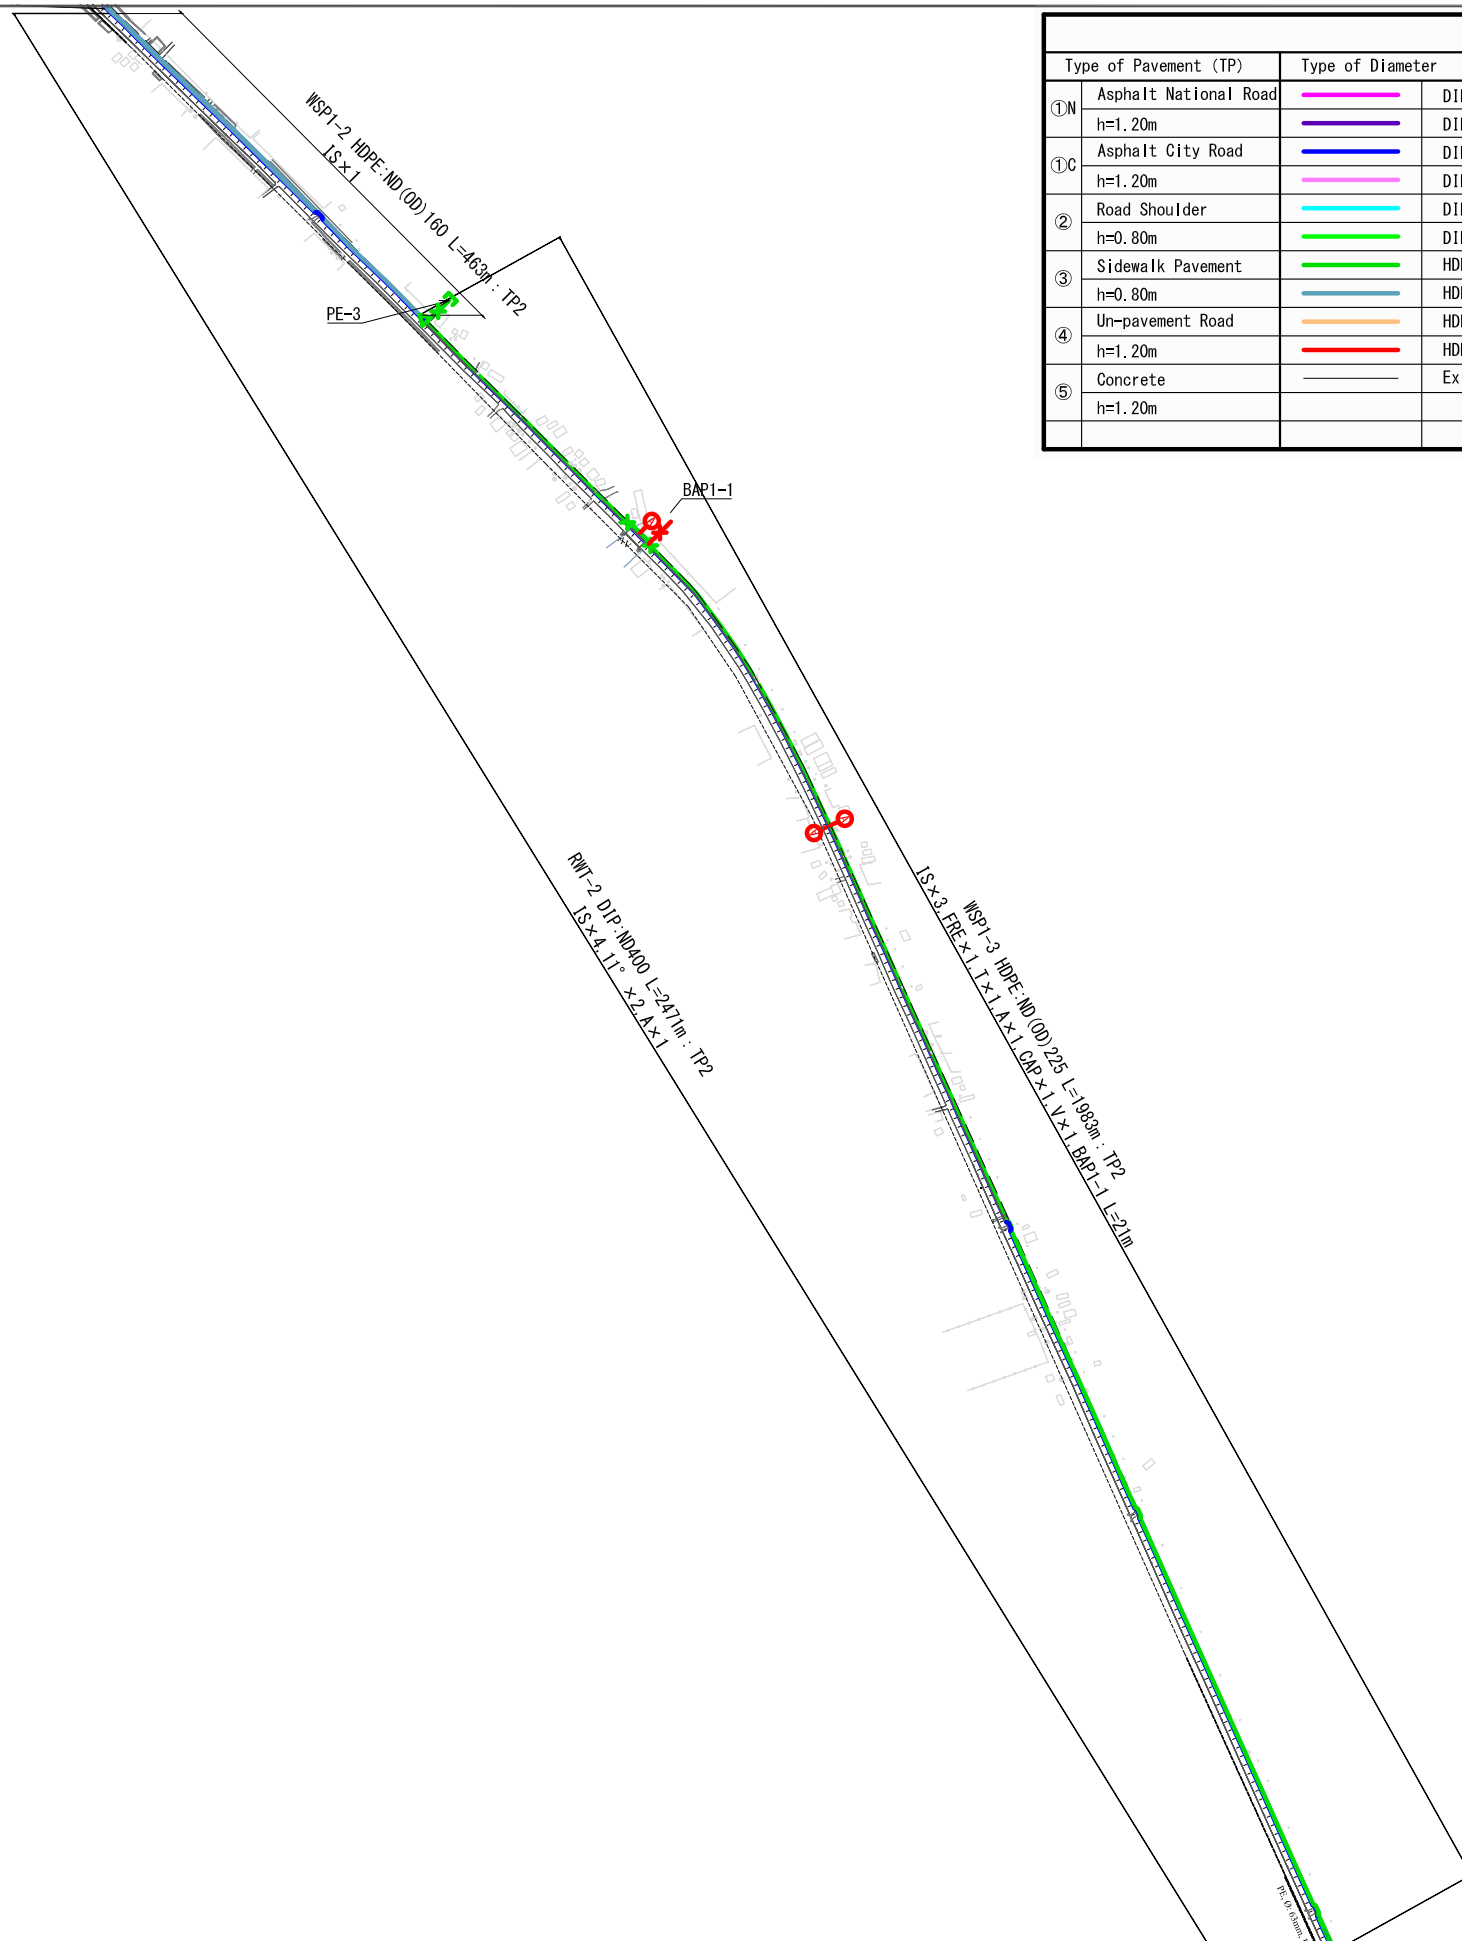 Type of Pavement (TP)
Type of Diameter
①N
Asphalt National Road
h=1.20m
①C
Asphalt City Road
h=1.20m
②
Road Shoulder
h=0.80m
③
Sidewalk Pavement
h=0.80m
④
Un-pavement Road
h=1.20m
⑤
Concrete
h=1.20m
Ex
WSP1-2 HDPE:ND(OD)160 L=463m : TP2
IS×1
PE-3
BAP1-1
RWT-2 DIP:ND400 L=2471m : TP2
IS×4, 11° ×2, A×1
WSP1-3 HDPE:ND(OD)225 L=1983m : TP2
IS×3, FRE×1, T×1, A×1, CAP×1, V×1, BAP1-1 L=21m
PE, Ø: 63mm,